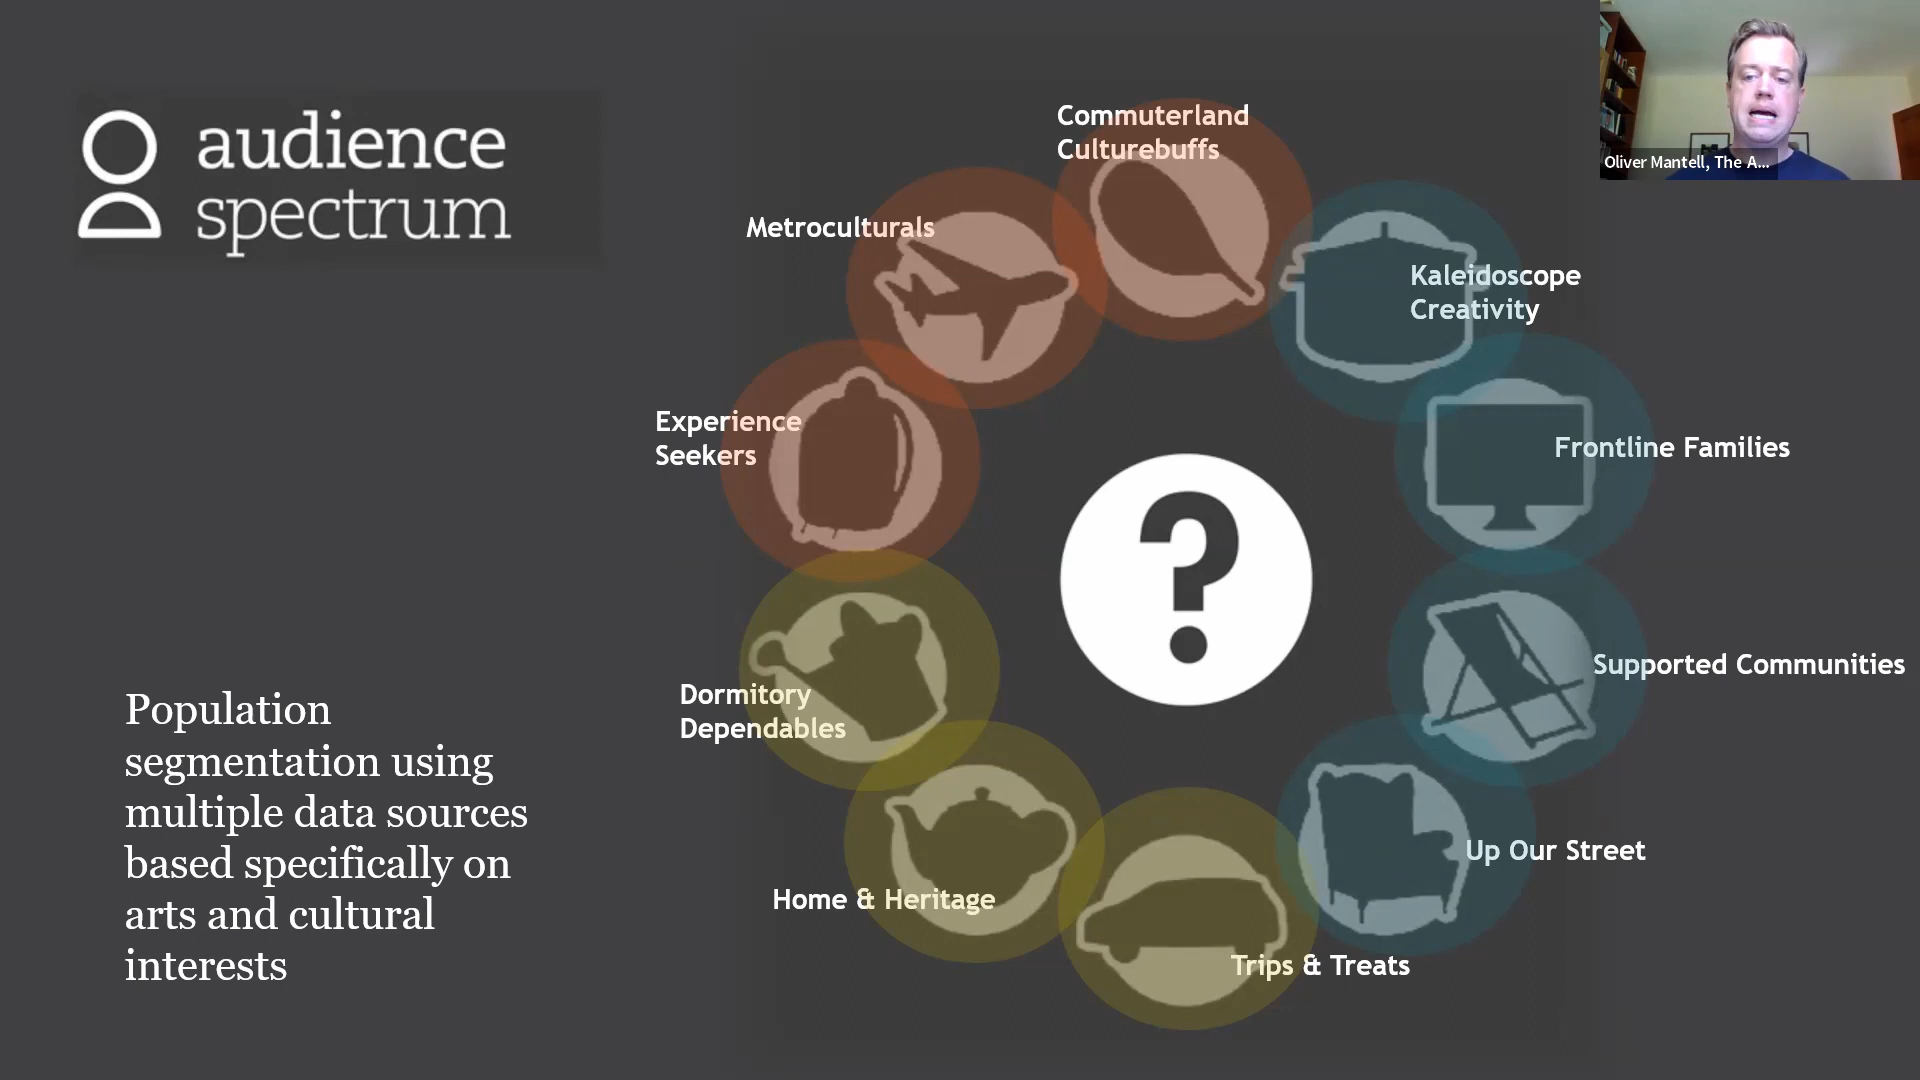 audience
spectrum
Population
segmentation using
multiple data sources
based specifically on
arts and cultural
interests
Commuterland
Culturebuffs
Metroculturals
Kaleidoscope
Creativity
Experience
Seekers
Frontline Families
?
Supported Communities
Dormitory
Dependables
Up Our Street
Home & Heritage
Trips & Treats
Oliver Mantell, The A...